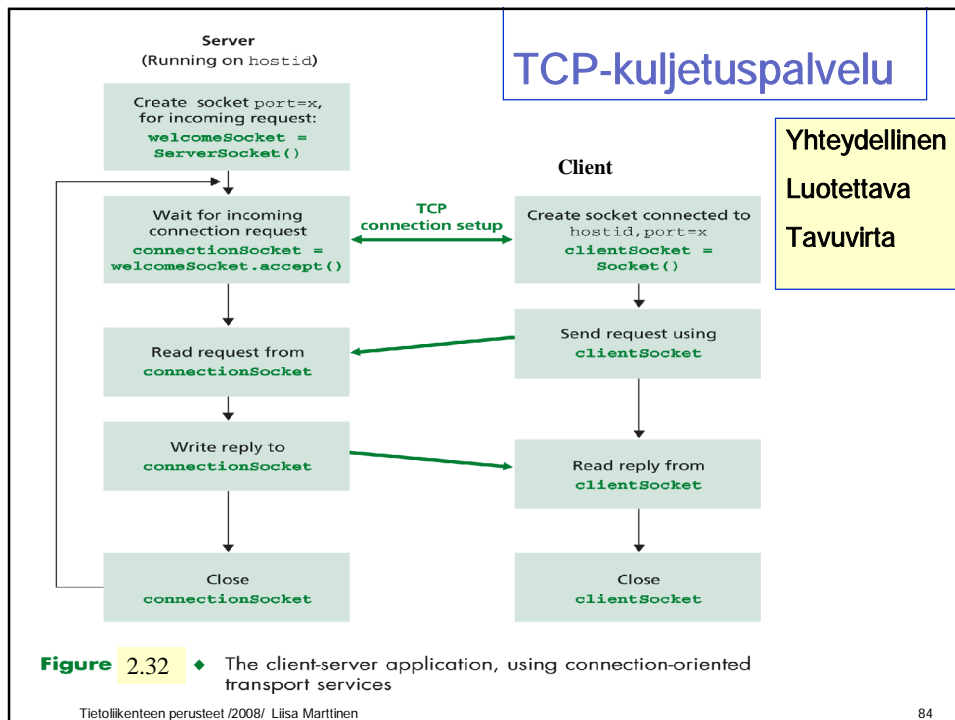 TCP-kuljetuspalvelu
Yhteydellinen
Luotettava
Tavuvirta
Server
(Running on hostid)
Create socket port=x,
for incoming request:
welcomeSocket =
ServerSocket()
Wait for incoming
connection request
connectionSocket =
welcomeSocket.accept()
Read request from
connectionSocket
Write reply to
connectionSocket
Close
connectionSocket
TCP
connection setup
Client
Create socket connected to
hostid,port=x
clientSocket =
Socket()
Send request using
clientSocket
Read reply from
clientSocket
Close
clientSocket
Figure 2.32 ◆ The client-server application, using connection-oriented
transport services
Tietoliikenteen perusteet /2008/ Liisa Marttinen
84